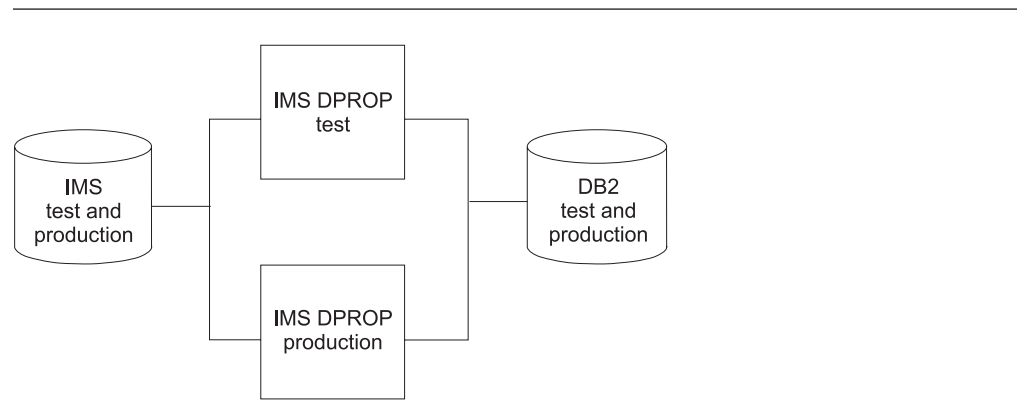 IMS DPROP
test
IMS
test and
production
DB2
test and
production
IMS DPROP
production